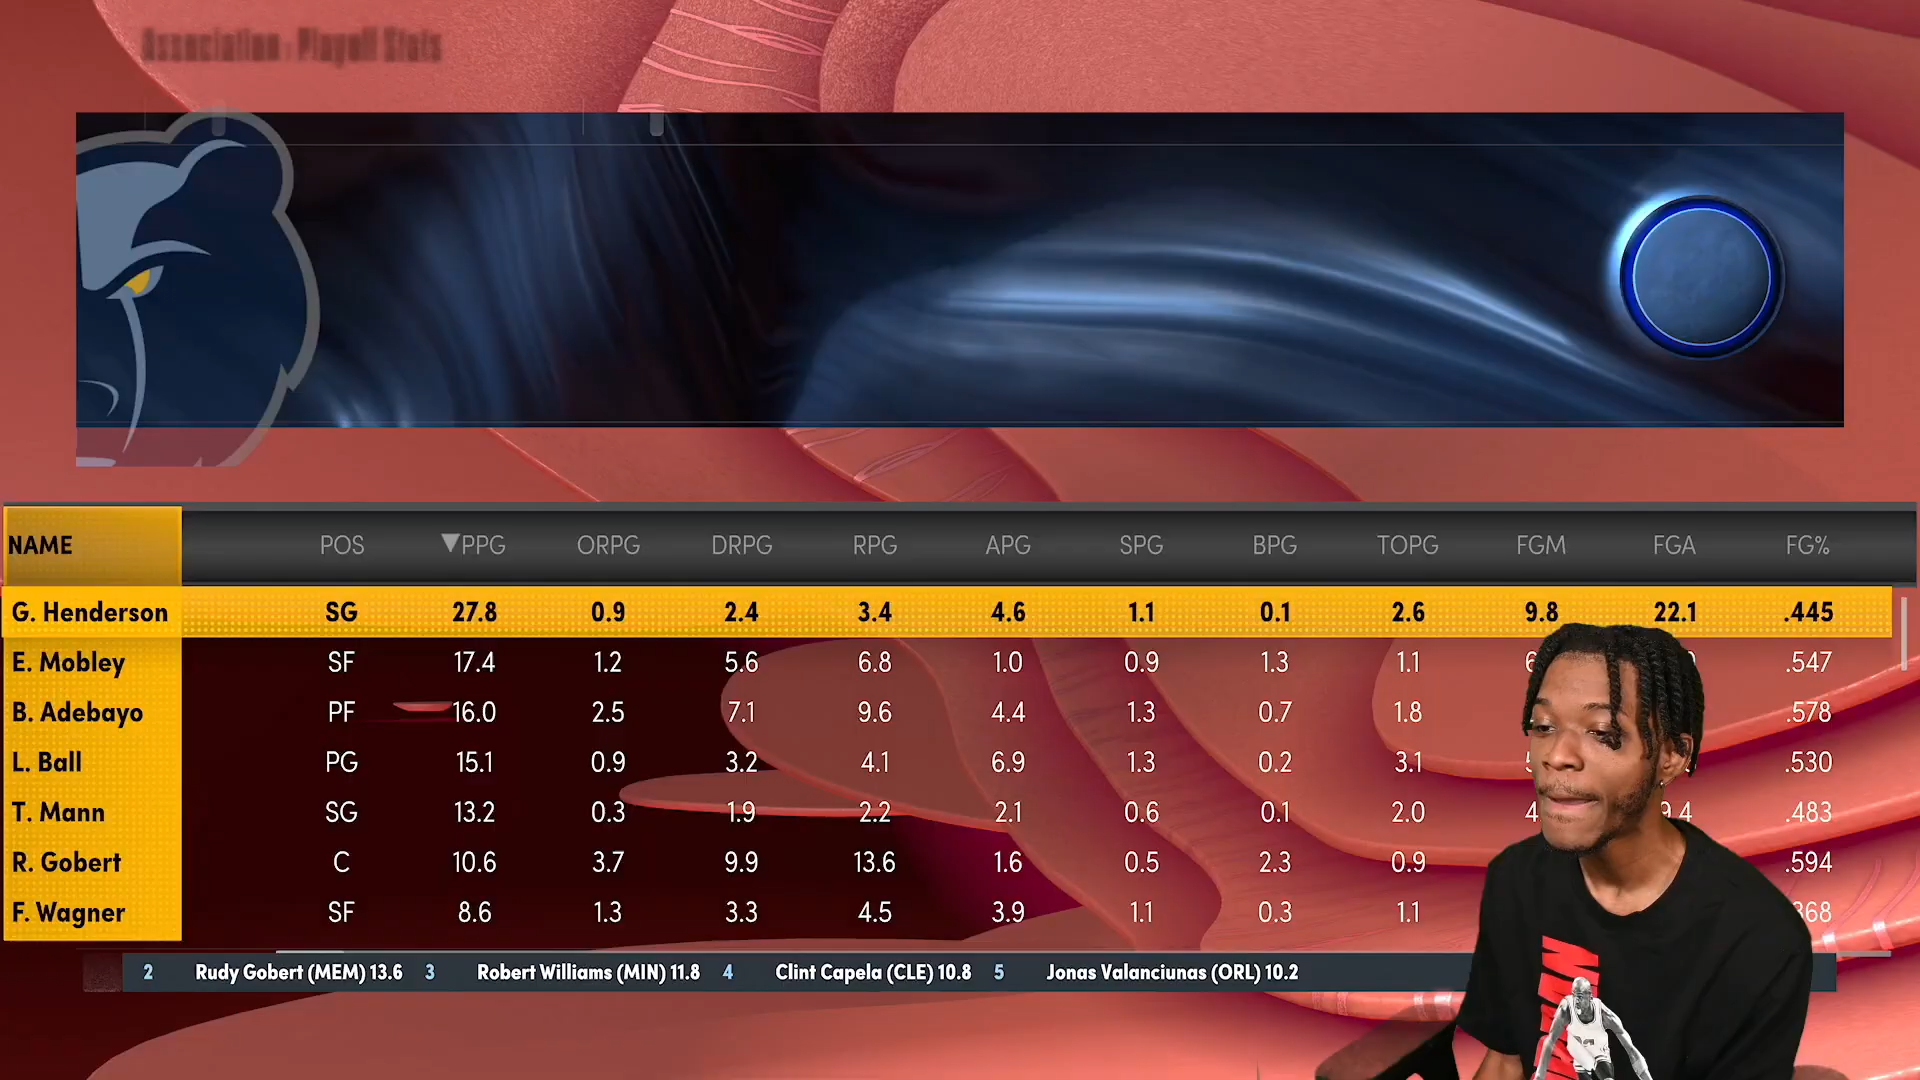 Association : Playoff Stats
NAME POS ▼PPG ORPG DRPG RPG APG SPG BPG TOPG FGM FGA FG%
G. Henderson SG 27.8 0.9 2.4 3.4 4.6 1.1 0.1 2.6 9.8 22.1 .445
E. Mobley SF 17.4 1.2 5.6 6.8 1.0 0.9 1.3 1.1 .547
B. Adebayo PF 16.0 2.5 7.1 9.6 4.4 1.3 0.7 1.8 .578
L. Ball PG 15.1 0.9 3.2 4.1 6.9 1.3 0.2 3.1 .530
T. Mann SG 13.2 0.3 1.9 2.2 2.1 0.6 0.1 2.0 .483
R. Gobert C 10.6 3.7 9.9 13.6 1.6 0.5 2.3 0.9 .594
F. Wagner SF 8.6 1.3 3.3 4.5 3.9 1.1 0.3 1.1
2 Rudy Gobert (MEM) 13.6 3 Robert Williams (MIN) 11.8 4 Clint Capela (CLE) 10.8 5 Jonas Valanciunas (ORL) 10.2